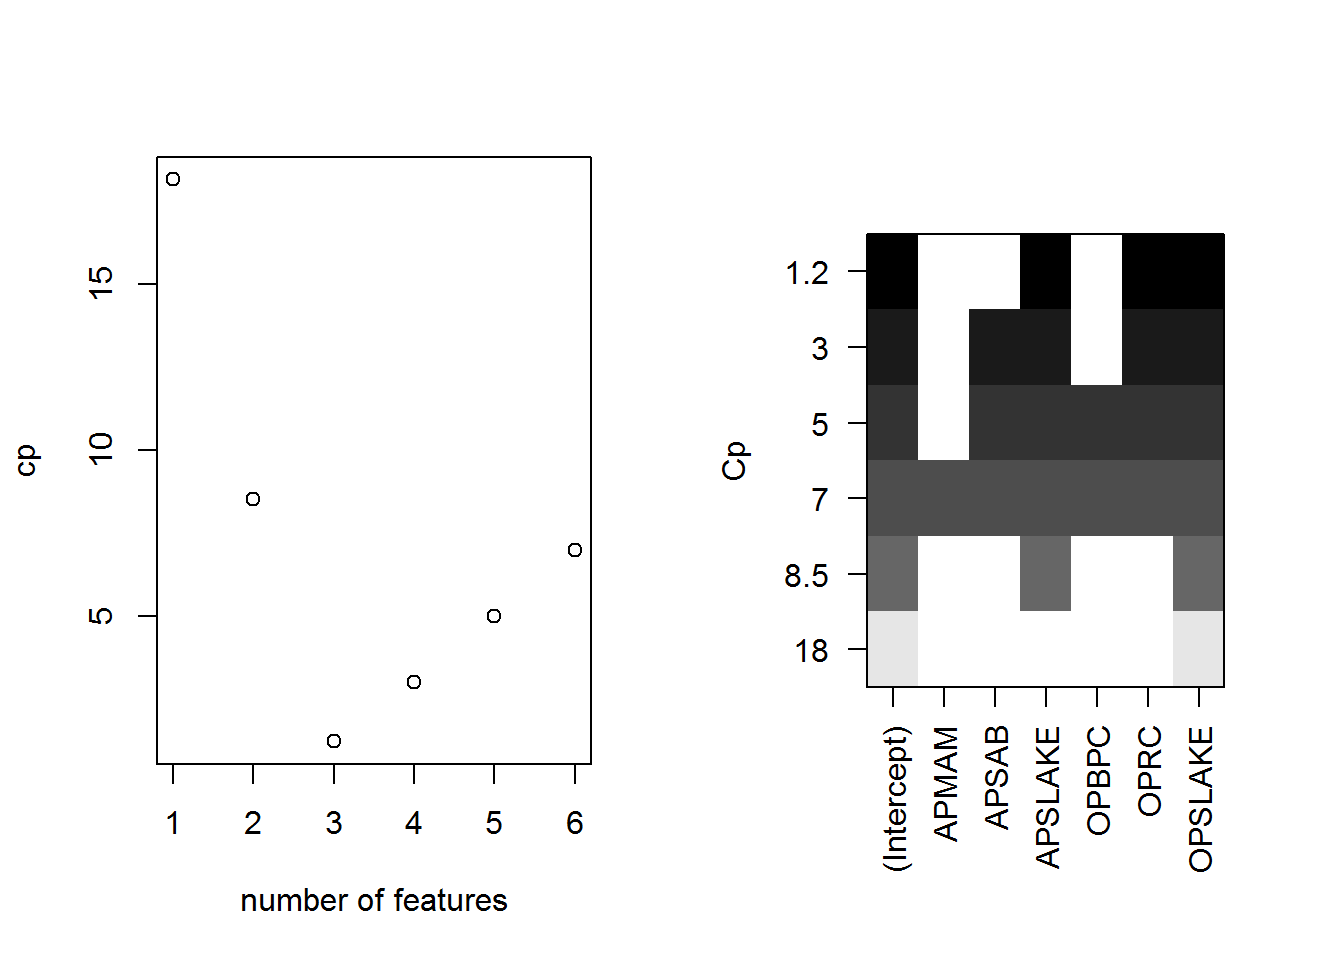 cp
15
10
5
1
2
3
4
5
6
number of features
Cp
1.2
3
5
7
8.5
18
(Intercept)
APMAM
APSAB
APSLAKE
OPBPC
OPRC
OPSLAKE